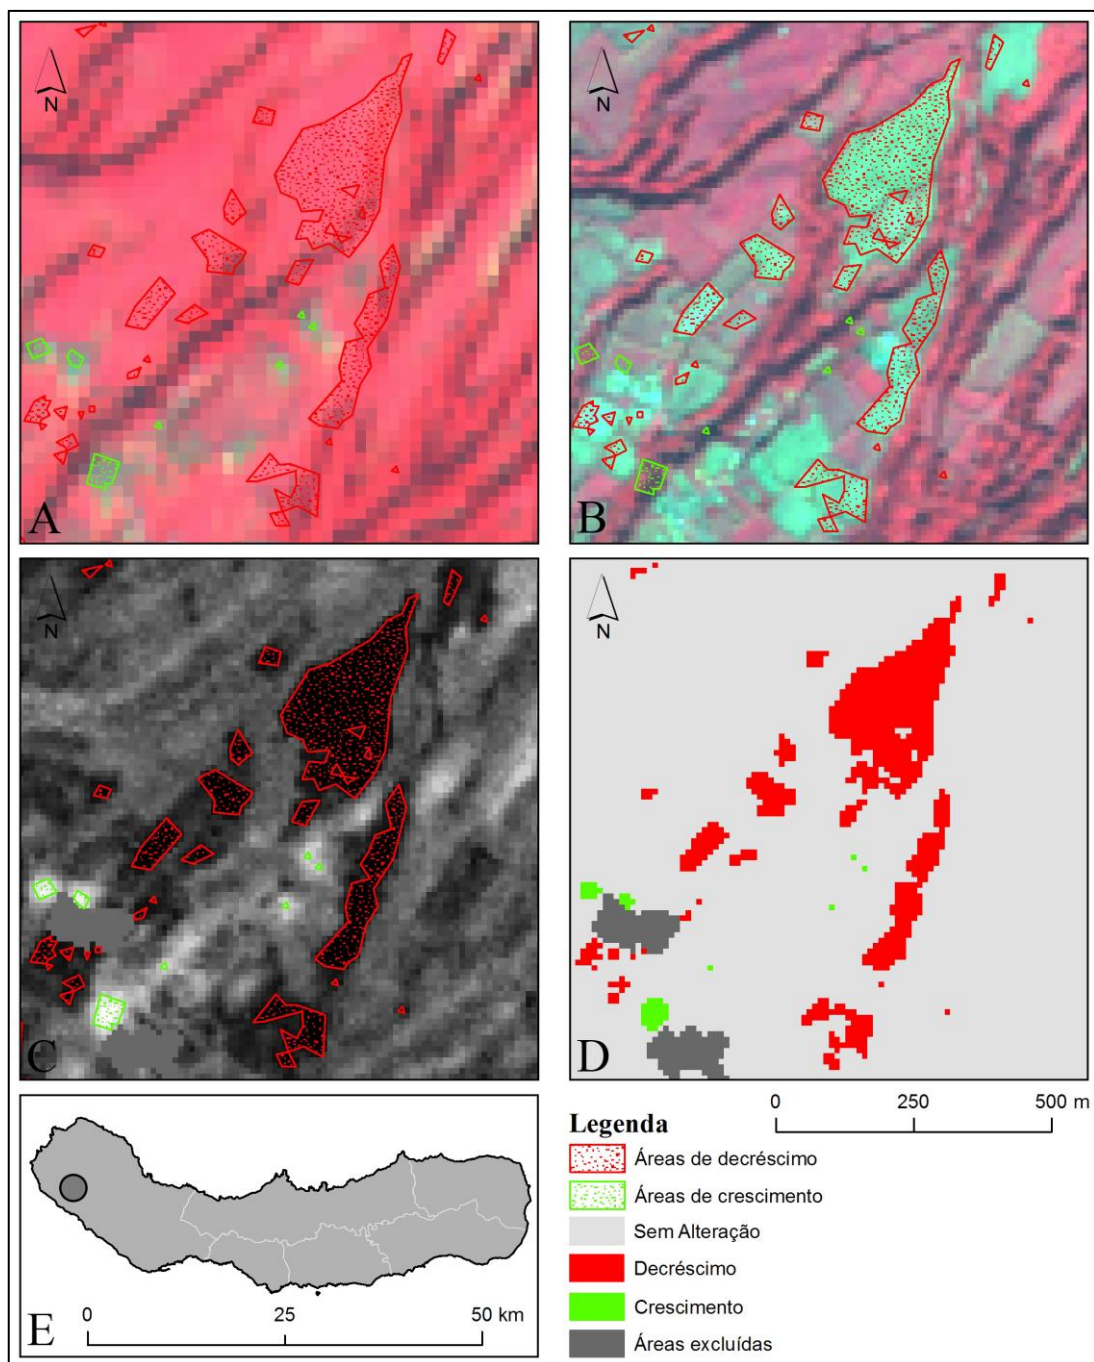 N
A
N
B
N
C
N
D
E
0 25 50 km
0 250 500 m
Legenda
Áreas de decréscimo
Áreas de crescimento
Sem Alteração
Decréscimo
Crescimento
Áreas excluídas